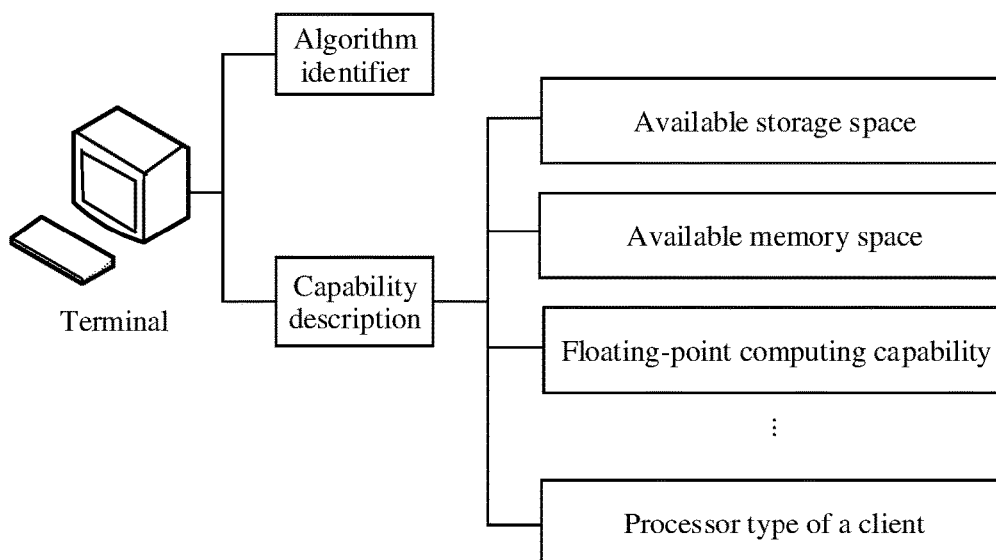 Algorithm
identifier
Available storage space
Available memory space
Terminal
Capability
description
Floating-point computing capability
⋮
Processor type of a client